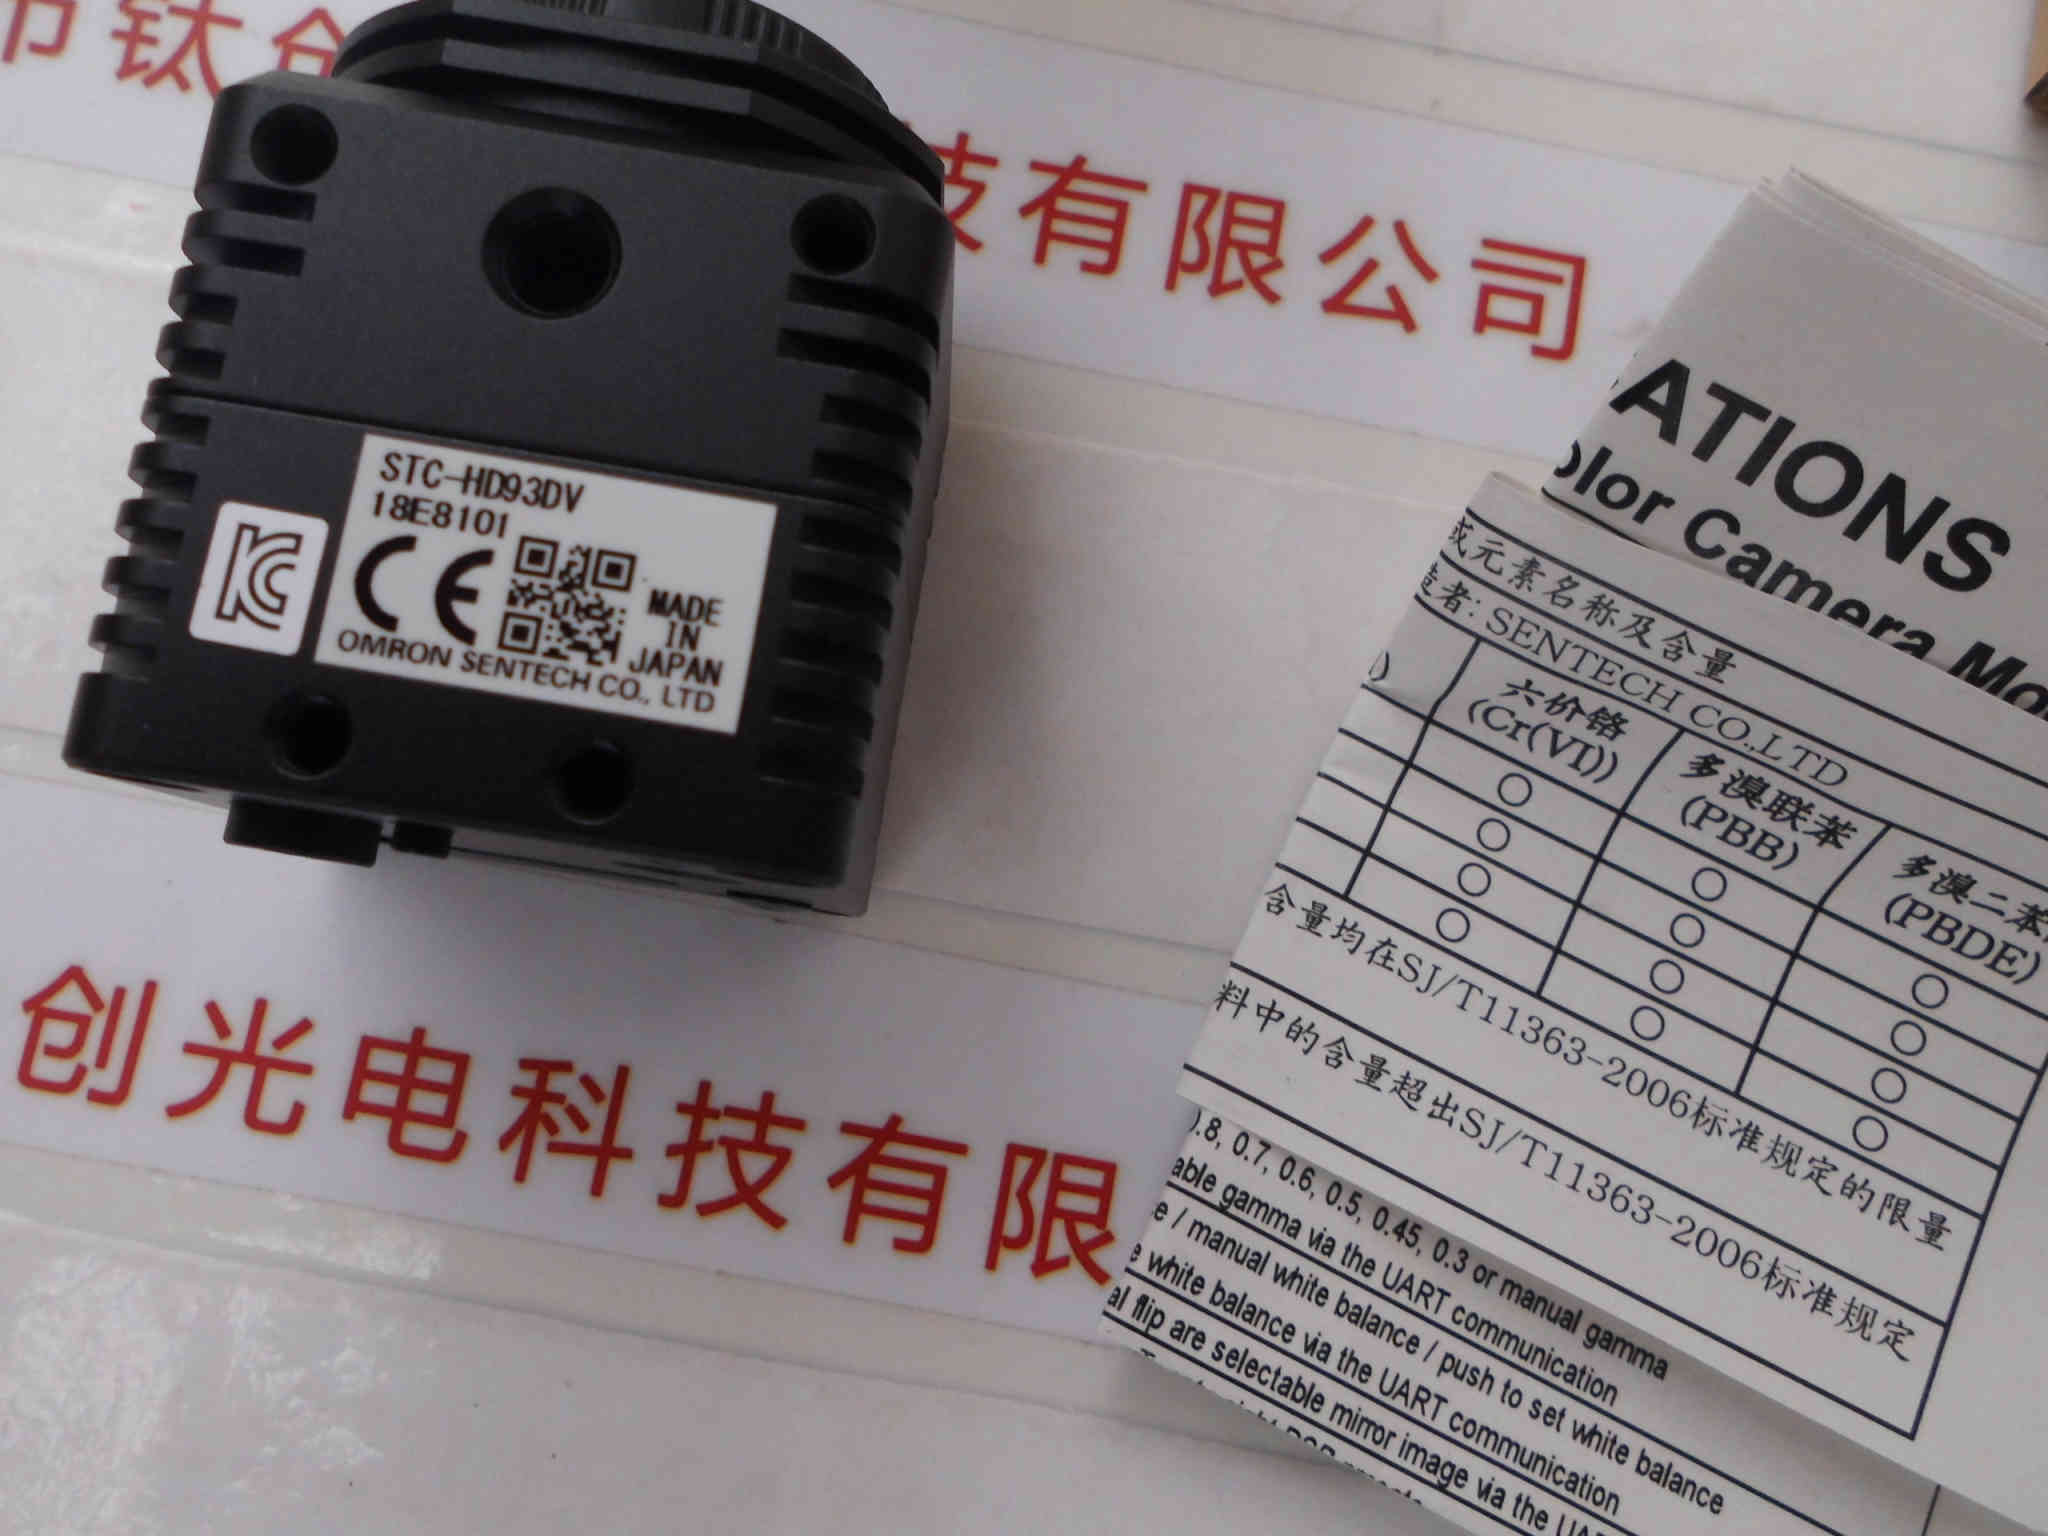 市钛创
技有限公司
STC-HD93DV
18E8101
CE
MADE
IN
JAPAN
OMRON SENTECH CO., LTD
创光电科技有限
ATIONS
olor Camera Mo
或元素名称及含量
造者: SENTECH CO.,LTD
六价铬
(Cr(VI))
多溴联苯
(PBB)
多溴二苯
(PBDE)
○ ○ ○
○ ○ ○
○ ○ ○
○ ○ ○
含量均在SJ/T11363-2006标准规定的限量
料中的含量超出SJ/T11363-2006标准规定
0.8, 0.7, 0.6, 0.5, 0.45, 0.3 or manual gamma
able gamma via the UART communication
e / manual white balance / push to set white balance
e white balance via the UART communication
al flip are selectable mirror image via the UA